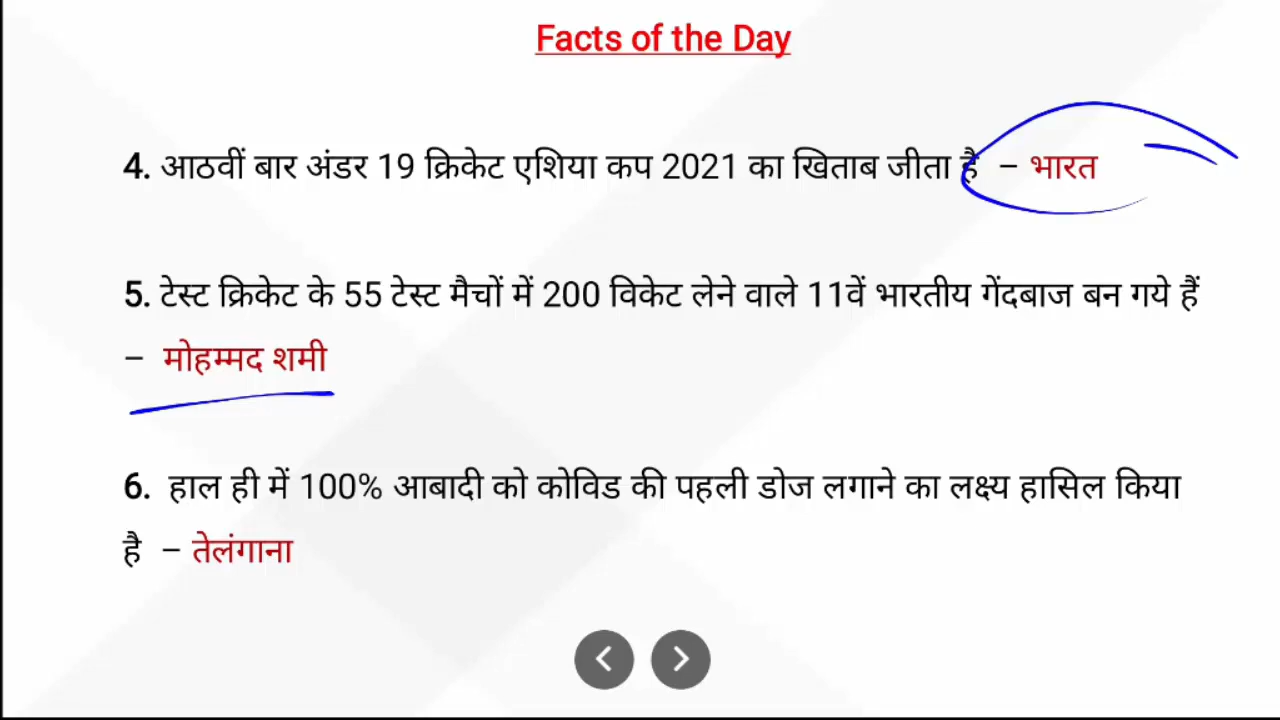 Facts of the Day
4. आठवीं बार अंडर 19 क्रिकेट एशिया कप 2021 का खिताब जीता है – भारत
5. टेस्ट क्रिकेट के 55 टेस्ट मैचों में 200 विकेट लेने वाले 11वें भारतीय गेंदबाज बन गये हैं
– मोहम्मद शमी
6. हाल ही में 100% आबादी को कोविड की पहली डोज लगाने का लक्ष्य हासिल किया
है – तेलंगाना